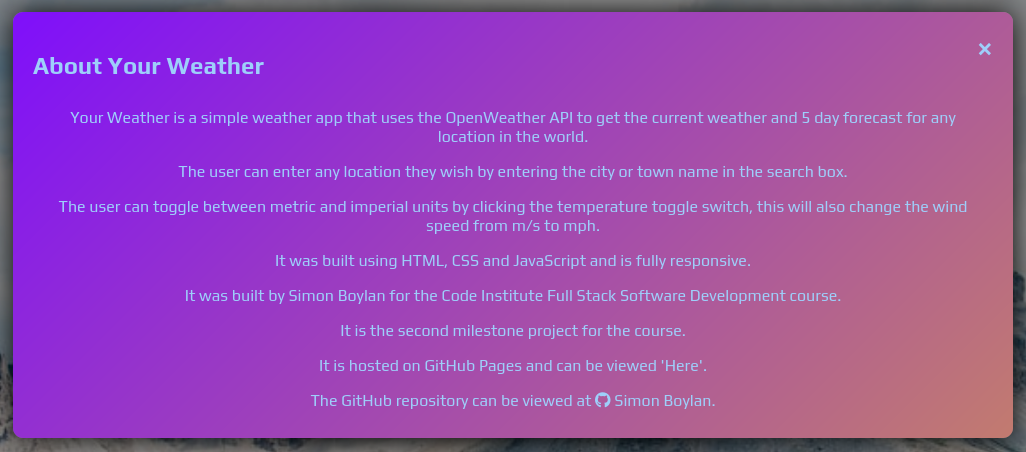 About Your Weather
Your Weather is a simple weather app that uses the OpenWeather API to get the current weather and 5 day forecast for any
location in the world.
The user can enter any location they wish by entering the city or town name in the search box.
The user can toggle between metric and imperial units by clicking the temperature toggle switch, this will also change the wind
speed from m/s to mph.
It was built using HTML, CSS and JavaScript and is fully responsive.
It was built by Simon Boylan for the Code Institute Full Stack Software Development course.
It is the second milestone project for the course.
It is hosted on GitHub Pages and can be viewed 'Here'.
The GitHub repository can be viewed at Simon Boylan.